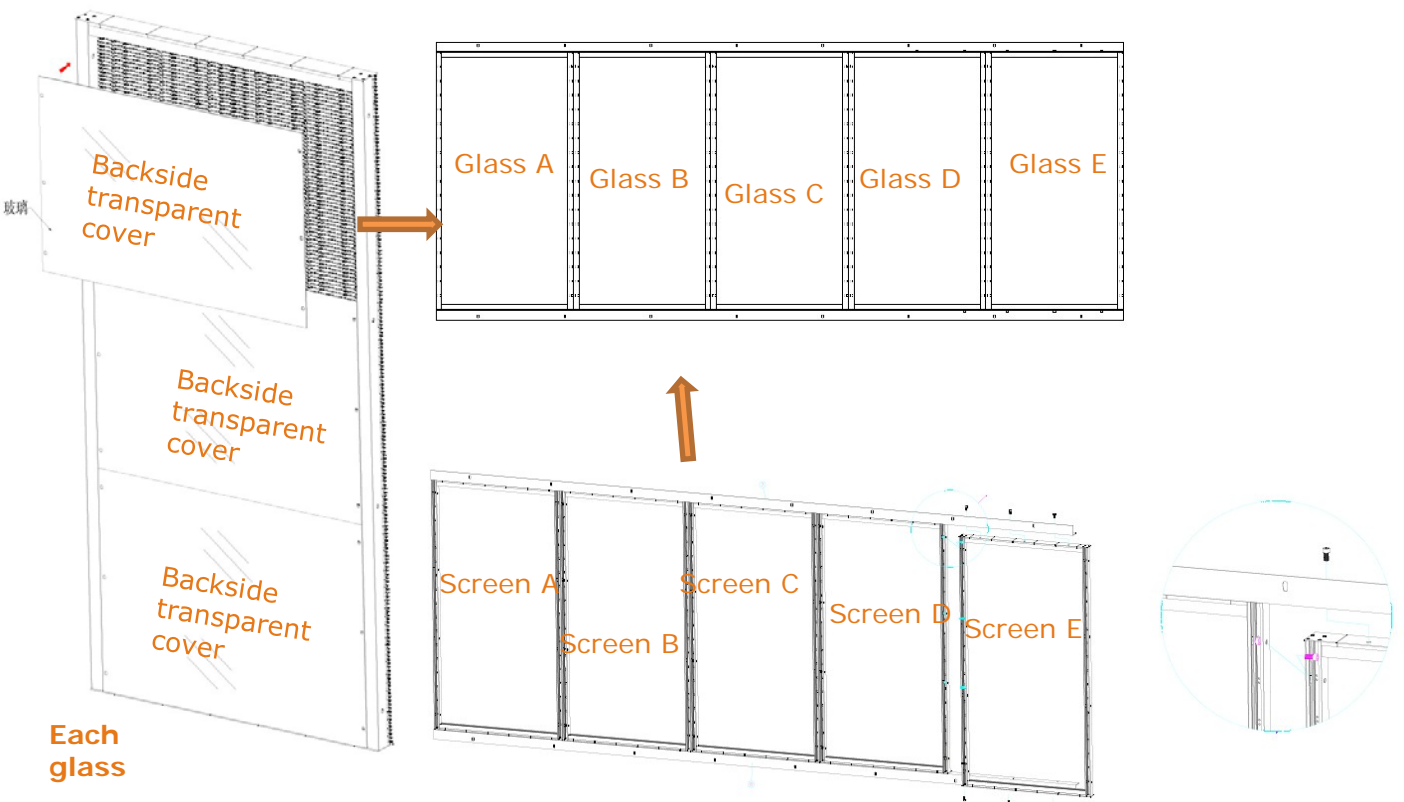 Backside
transparent
cover
玻璃
Backside
transparent
cover
Backside
transparent
cover
Each
glass
Glass A
Glass B
Glass C
Glass D
Glass E
Screen A
Screen B
Screen C
Screen D
Screen E